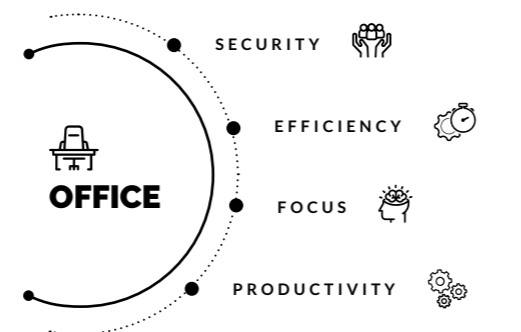 SECURITY
EFFICIENCY
OFFICE
FOCUS
PRODUCTIVITY